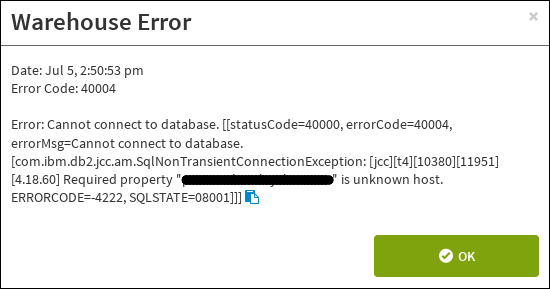 Warehouse Error
×
Date: Jul 5, 2:50:53 pm
Error Code: 40004
Error: Cannot connect to database. [[statusCode=40000, errorCode=40004,
errorMsg=Cannot connect to database.
[com.ibm.db2.jcc.am.SqlNonTransientConnectionException: [jcc][t4][10380][11951]
[4.18.60] Required property "" is unknown host.
ERRORCODE=-4222, SQLSTATE=08001]]]
OK